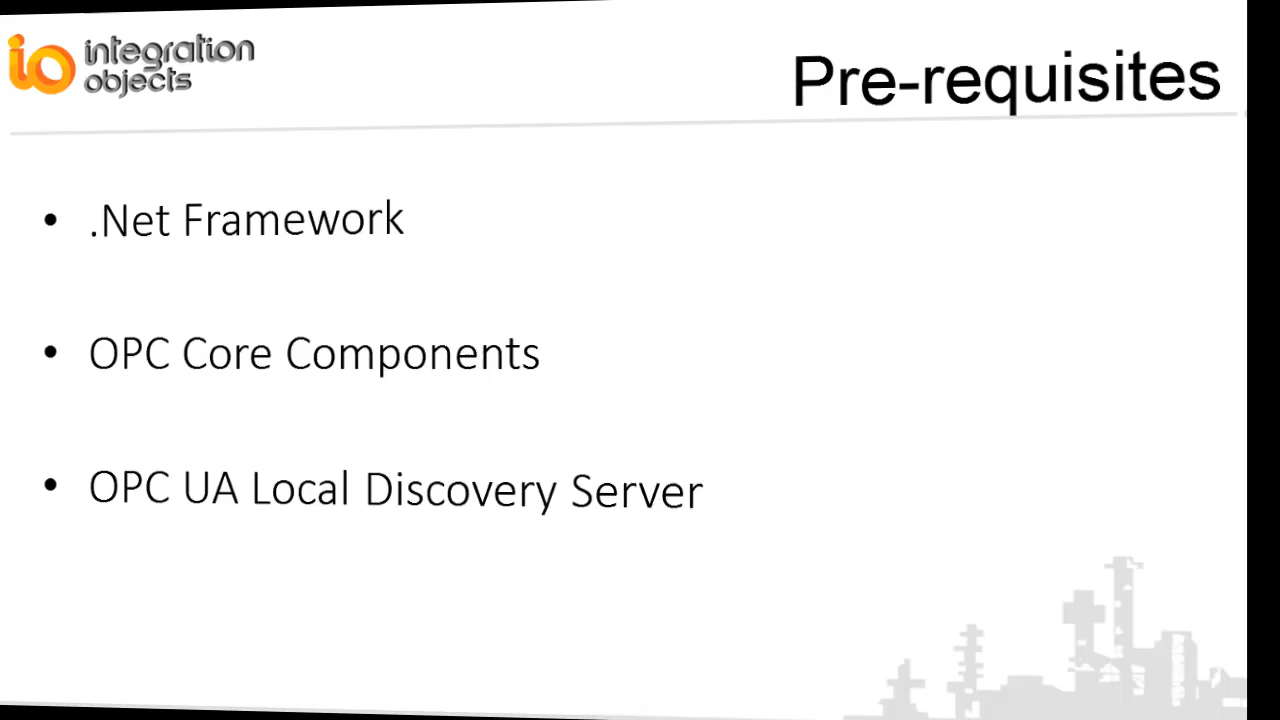 integration
objects
Pre-requisites
• .Net Framework
• OPC Core Components
• OPC UA Local Discovery Server